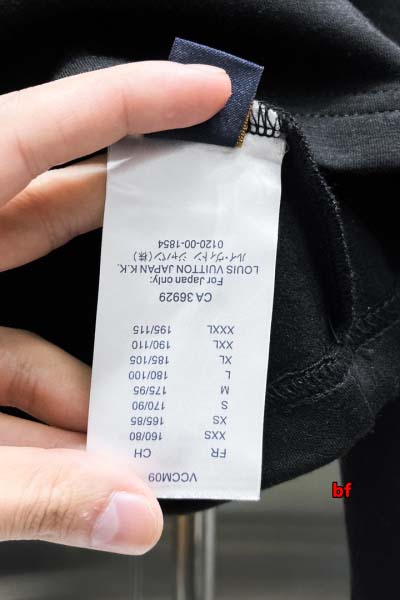 VCCM09
FR CH
XXS 160/80
XS 165/85
S 170/90
M 175/95
L 180/100
XL 185/105
XXL 190/110
XXXL 195/115
CA 36929
For Japan only:
LOUIS VUITTON JAPAN K.K.
ルイ・ヴィトン ジャパン(株)
0120-00-1854
bf